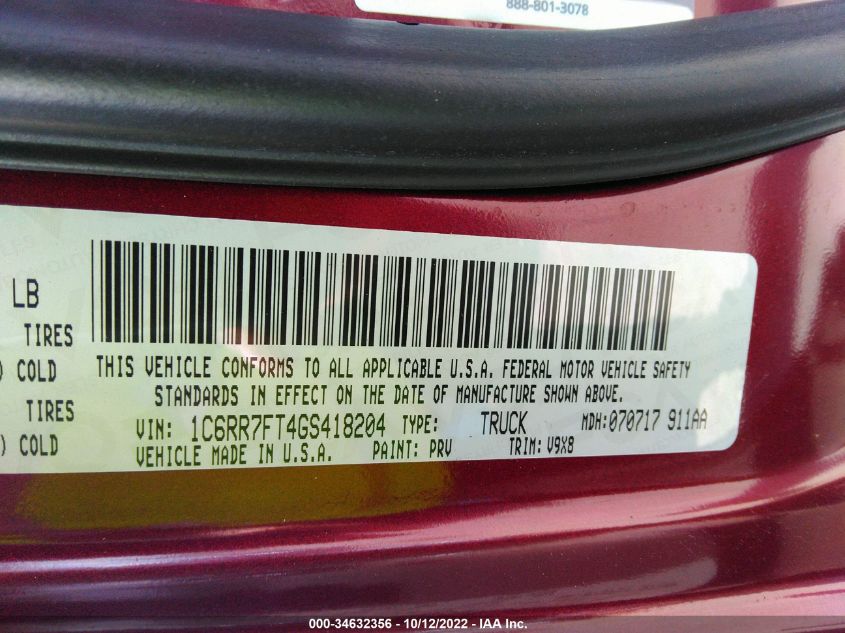 888-801-3078
LB
TIRES
) COLD
TIRES
) COLD
THIS VEHICLE CONFORMS TO ALL APPLICABLE U.S.A. FEDERAL MOTOR VEHICLE SAFETY
STANDARDS IN EFFECT ON THE DATE OF MANUFACTURE SHOWN ABOVE.
VIN: 1C6RR7FT4GS418204 TYPE: TRUCK MDH:070717 911AA
VEHICLE MADE IN U.S.A. PAINT: PRV TRIM: V9X8
000-34632356 - 10/12/2022 - IAA Inc.